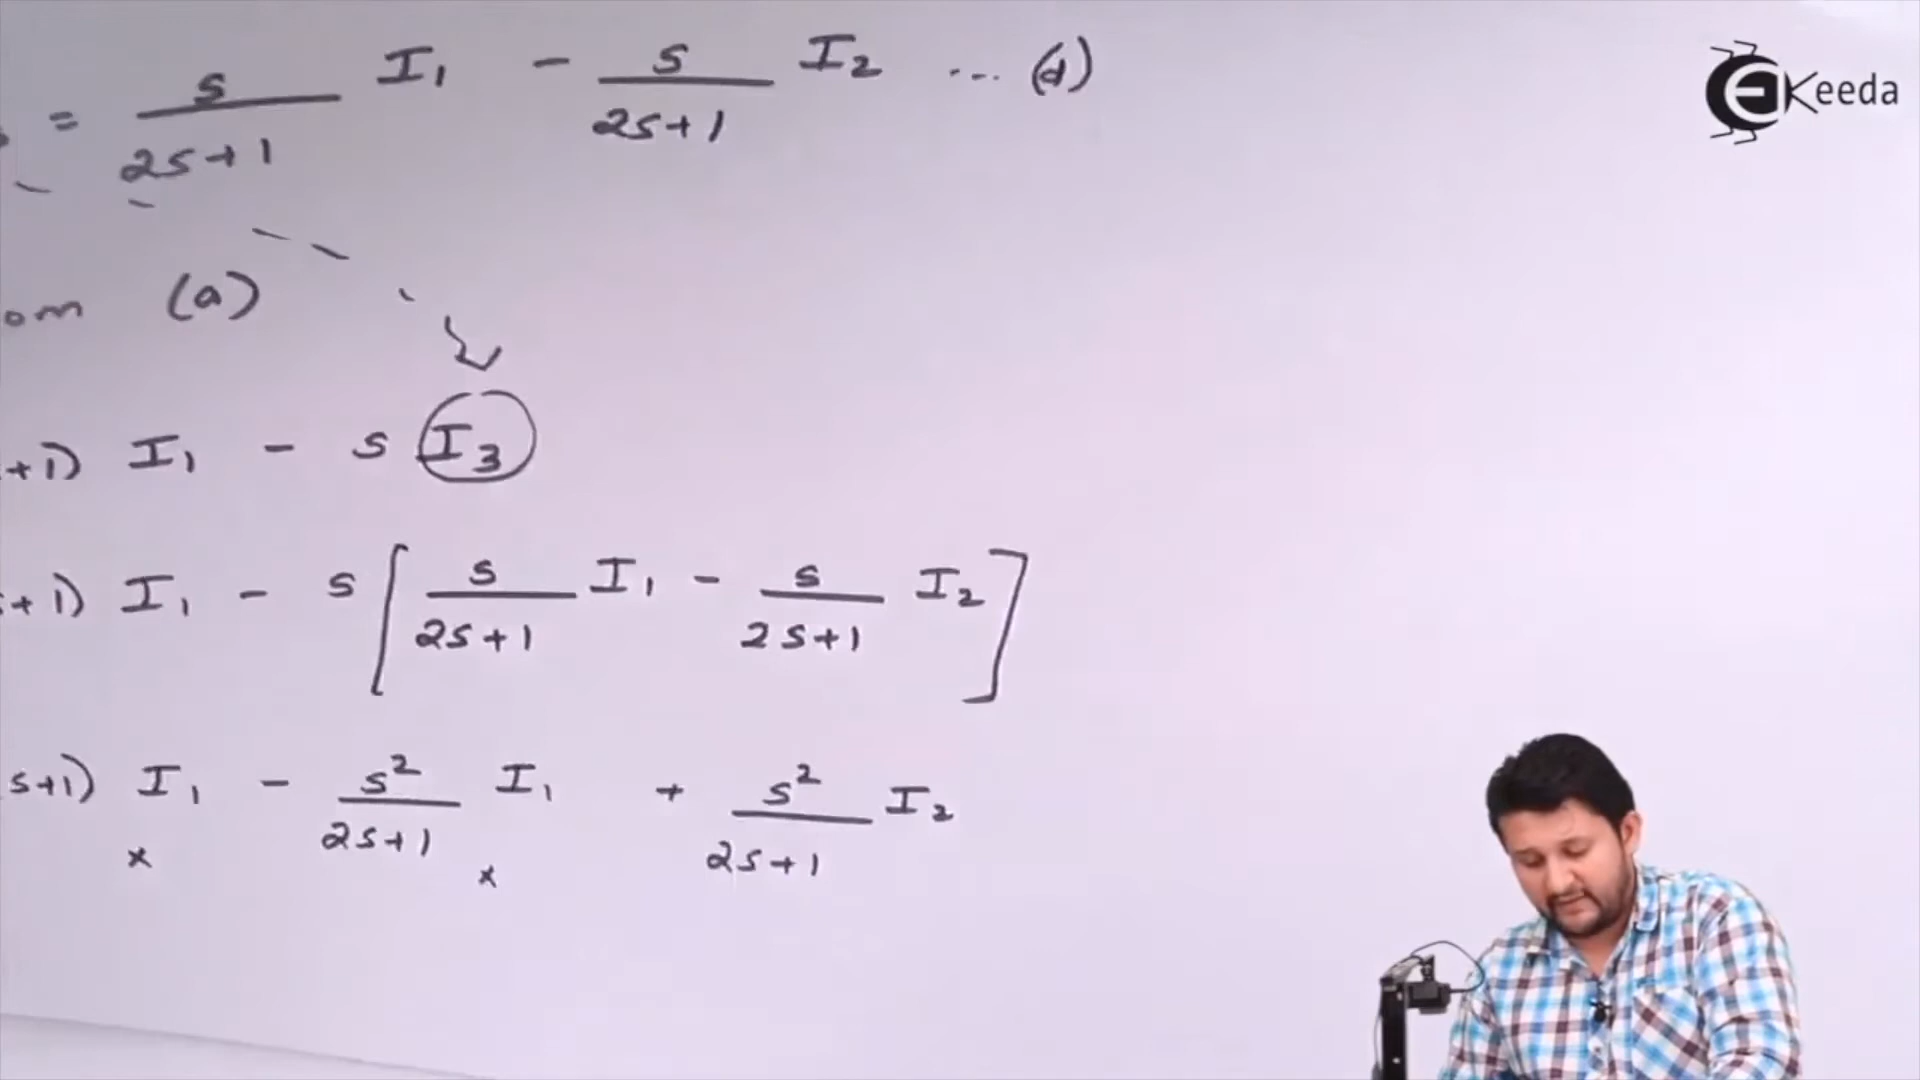 = s/(2s+1) I₁ - s/(2s+1) I₂ ... (d)
EKeeda
om (a)
+1) I₁ - s I₃
+1) I₁ - s [ s/(2s+1) I₁ - s/(2s+1) I₂ ]
s+1) I₁ - s²/(2s+1) I₁ + s²/(2s+1) I₂
× ×